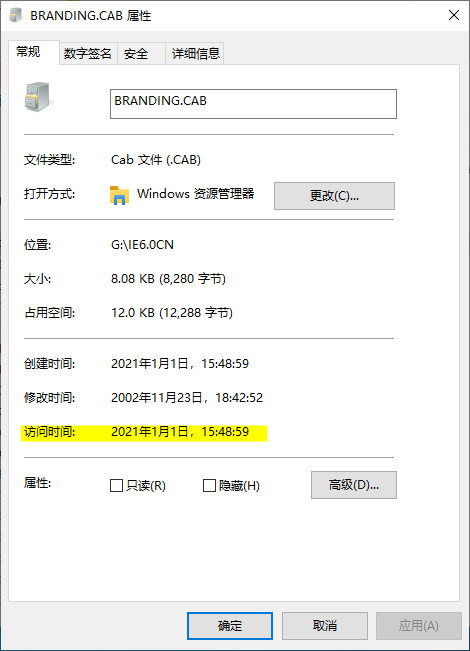 BRANDING.CAB 属性
常规 数字签名 安全 详细信息
BRANDING.CAB
文件类型: Cab 文件 (.CAB)
打开方式: Windows 资源管理器 更改(C)...
位置: G:\IE6.0CN
大小: 8.08 KB (8,280 字节)
占用空间: 12.0 KB (12,288 字节)
创建时间: 2021年1月1日，15:48:59
修改时间: 2002年11月23日，18:42:52
访问时间: 2021年1月1日，15:48:59
属性: 只读(R) 隐藏(H) 高级(D)...
确定 取消 应用(A)